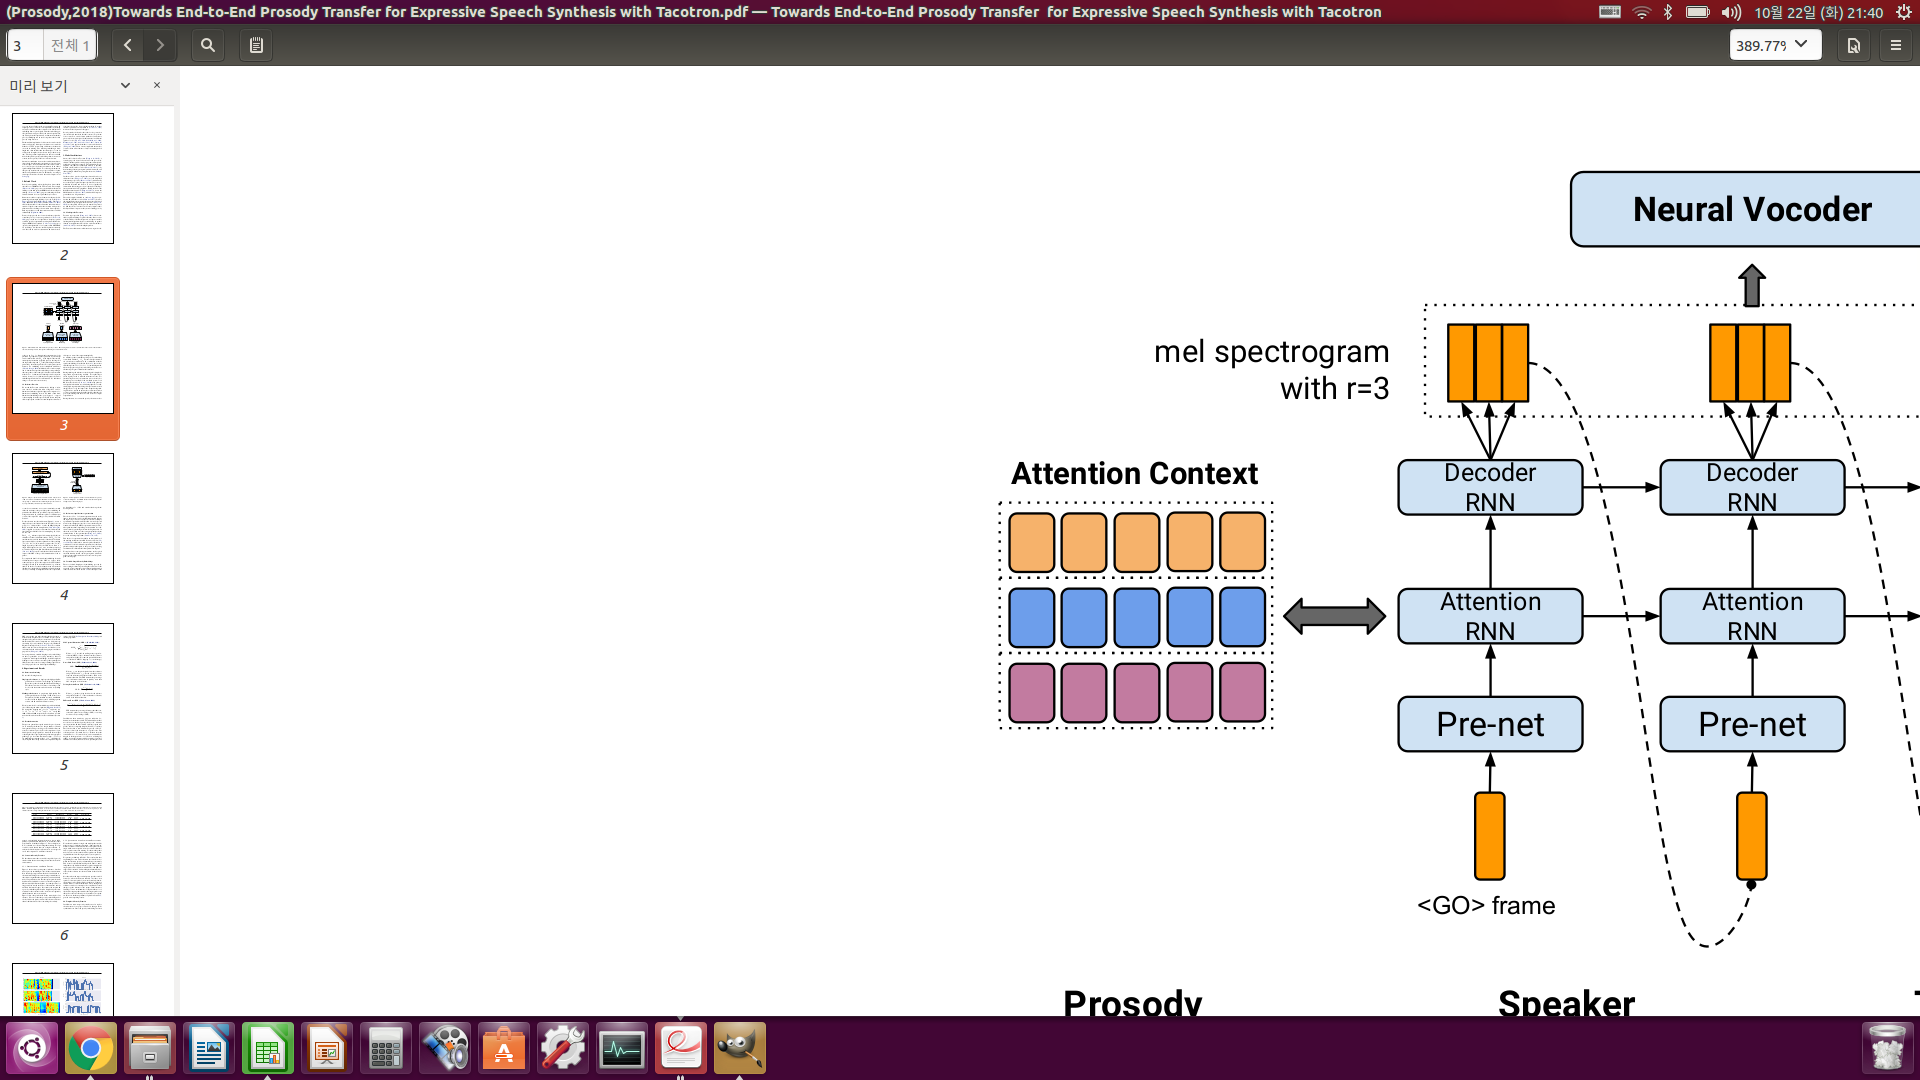 (Prosody,2018)Towards End-to-End Prosody Transfer for Expressive Speech Synthesis with Tacotron.pdf — Towards End-to-End Prosody Transfer for Expressive Speech Synthesis with Tacotron
10월 22일 (화) 21:40
3
전체 1
389.77%
미리 보기
2
3
4
5
6
Neural Vocoder
mel spectrogram
with r=3
Attention Context
Decoder
RNN
Decoder
RNN
Attention
RNN
Attention
RNN
Pre-net
Pre-net
<GO> frame
Prosody
Speaker